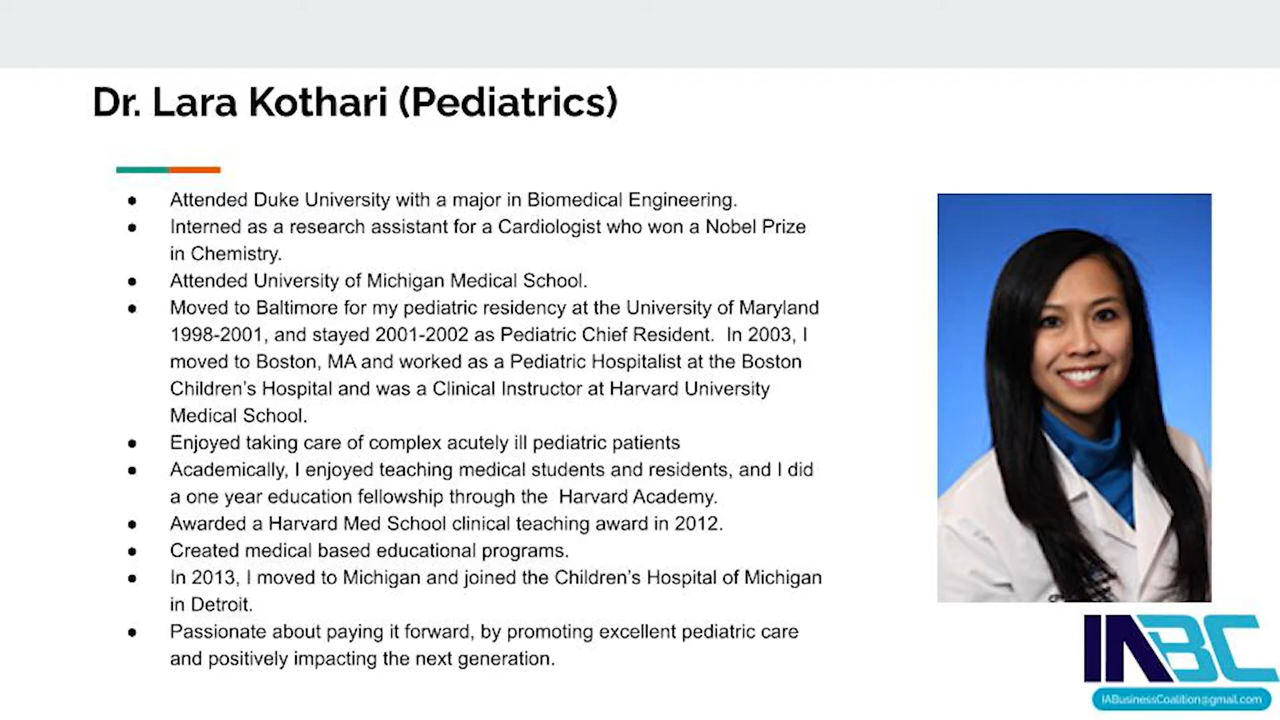 Dr. Lara Kothari (Pediatrics)
● Attended Duke University with a major in Biomedical Engineering.
● Interned as a research assistant for a Cardiologist who won a Nobel Prize
in Chemistry.
● Attended University of Michigan Medical School.
● Moved to Baltimore for my pediatric residency at the University of Maryland
1998-2001, and stayed 2001-2002 as Pediatric Chief Resident. In 2003, I
moved to Boston, MA and worked as a Pediatric Hospitalist at the Boston
Children's Hospital and was a Clinical Instructor at Harvard University
Medical School.
● Enjoyed taking care of complex acutely ill pediatric patients
● Academically, I enjoyed teaching medical students and residents, and I did
a one year education fellowship through the Harvard Academy.
● Awarded a Harvard Med School clinical teaching award in 2012.
● Created medical based educational programs.
● In 2013, I moved to Michigan and joined the Children's Hospital of Michigan
in Detroit.
● Passionate about paying it forward, by promoting excellent pediatric care
and positively impacting the next generation.
IABC
IABusinessCoalition@gmail.com